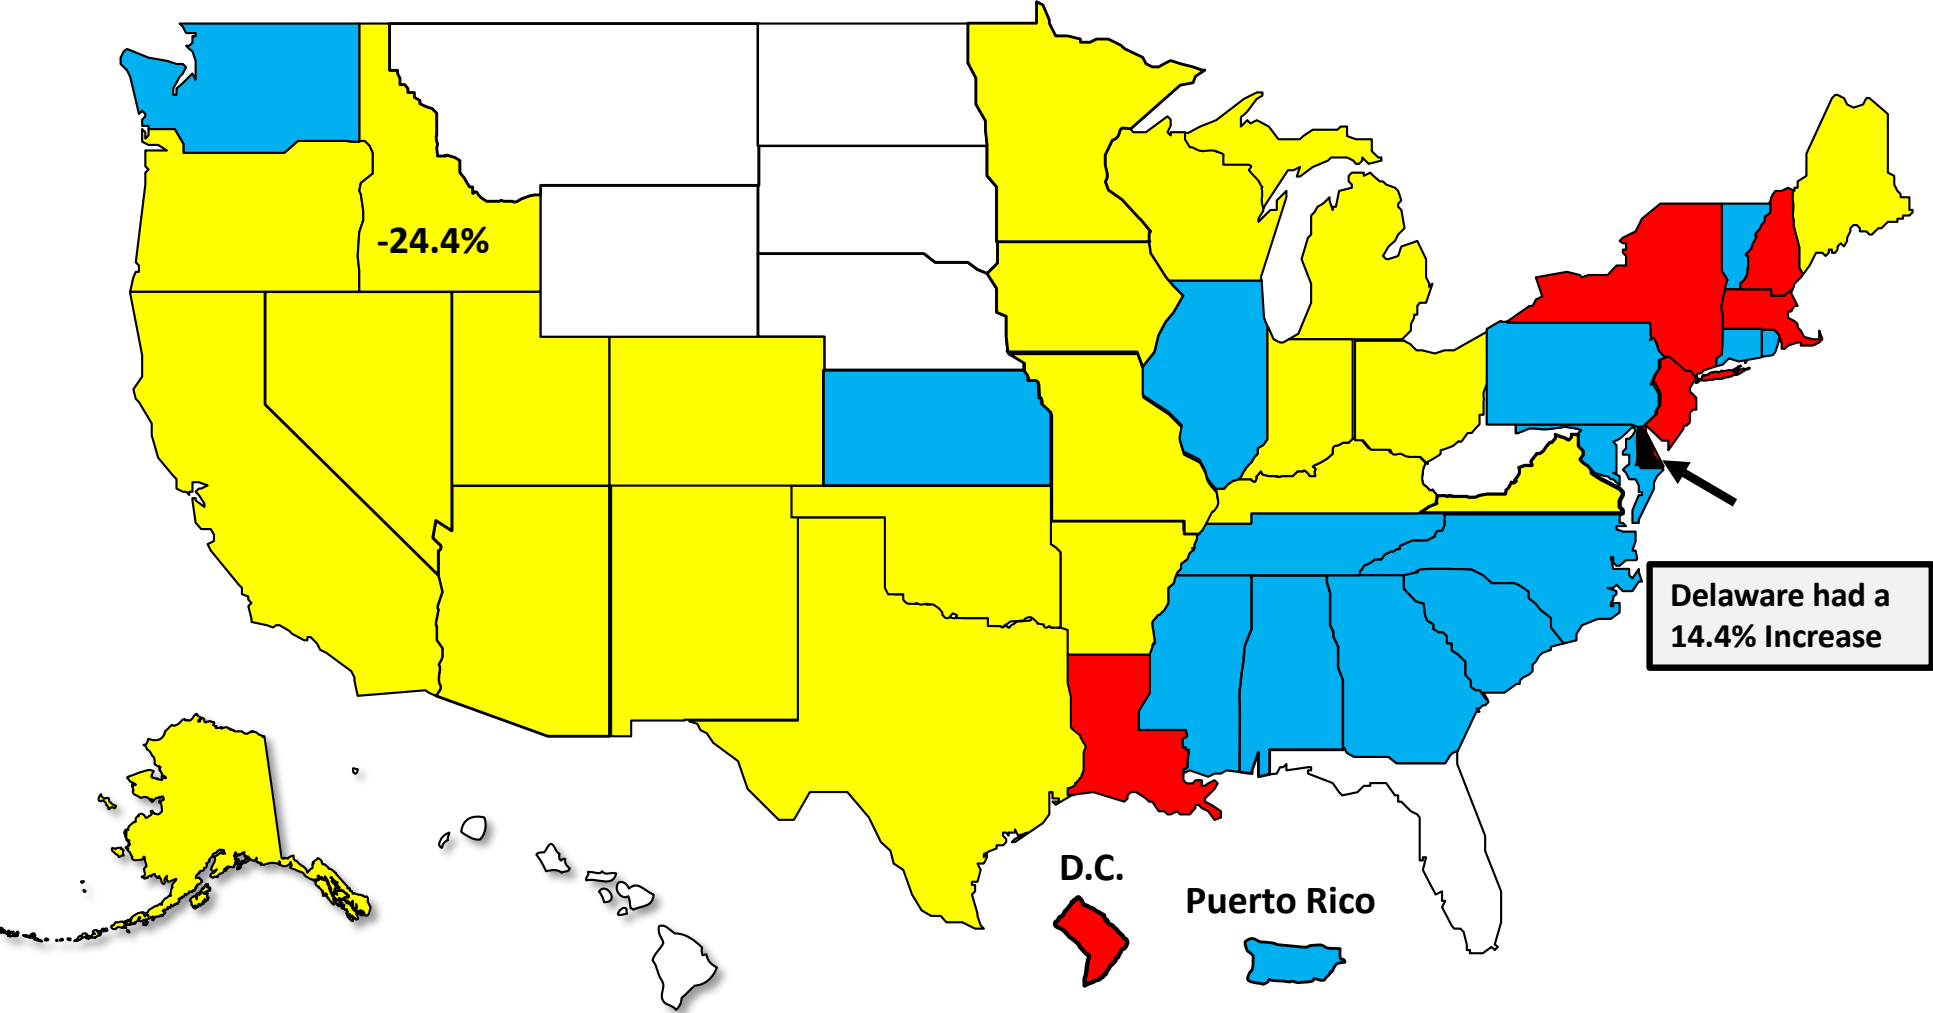 -24.4%
Delaware had a
14.4% Increase
D.C.
Puerto Rico